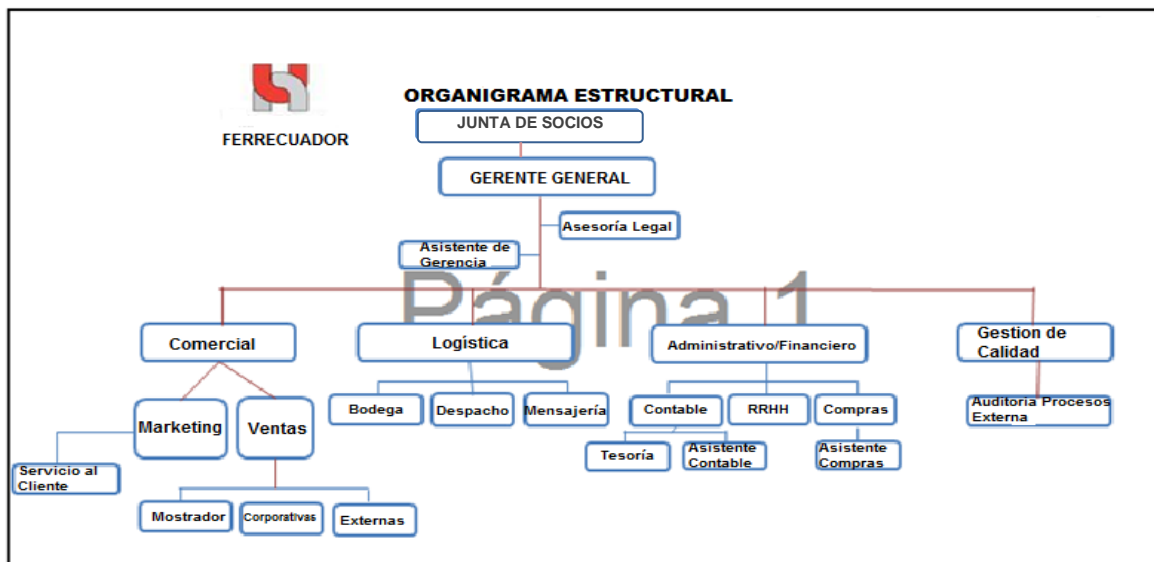 ORGANIGRAMA ESTRUCTURAL
FERRECUADOR
JUNTA DE SOCIOS
GERENTE GENERAL
Asesoría Legal
Asistente de
Gerencia
Página 1
Comercial
Logística
Administrativo/Financiero
Gestion de
Calidad
Bodega
Despacho
Mensajería
Contable
RRHH
Compras
Auditoria Procesos
Externa
Marketing
Ventas
Tesoría
Asistente
Contable
Asistente
Compras
Servicio al
Cliente
Mostrador
Corporativas
Externas